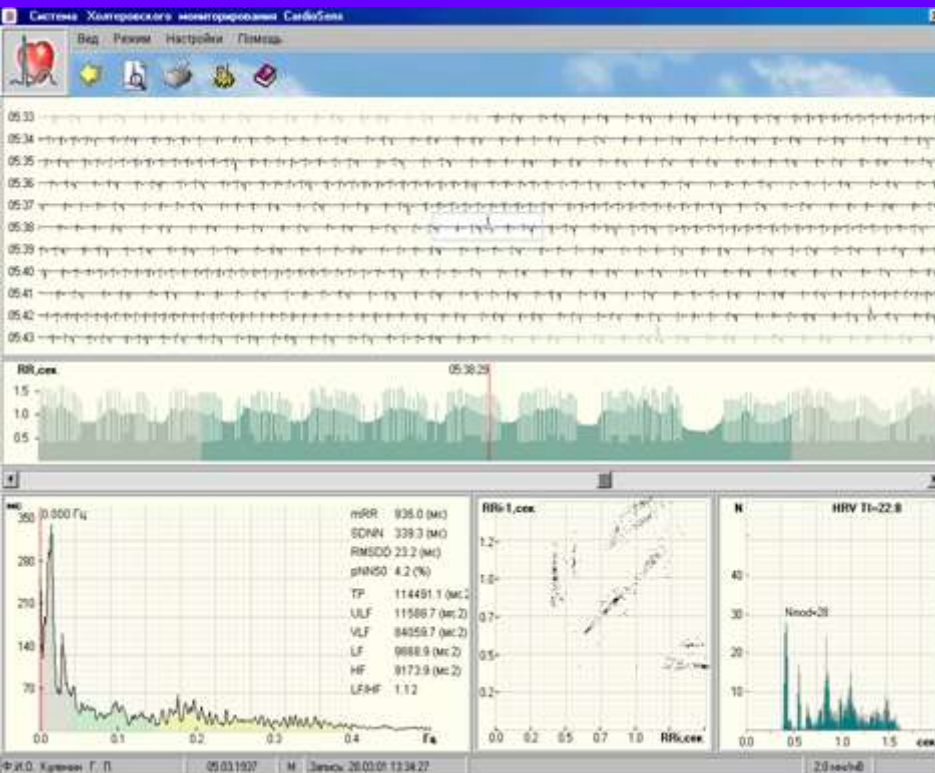 Система Холтеровского мониторирования CardioSens
Вид Режим Настройки Помощь
05:33
05:34
05:35
05:36
05:37
05:38
05:39
05:40
05:41
05:42
05:43
RR,сек
05:38:29
1.5
1.0
0.5
мс
350
280
210
140
70
0.000 Гц
mRR 936.0 (мс)
SDNN 339.3 (мс)
RMSDD 23.2 (мс)
pNN50 4.2 (%)
TP 114491.1 (мс2
ULF 11588.7 (мс2)
VLF 84059.7 (мс2)
LF 9868.9 (мс2)
HF 9173.9 (мс2)
LF/HF 1.12
0.0 0.1 0.2 0.3 0.4 Гц
RRi-1,сек
1.2
1.0
0.7
0.5
0.2
0.0 0.2 0.5 0.7 1.0 RRi,сек
N HRV TI=22.8
Nmod=28
40
30
20
10
0.0 0.5 1.0 1.5 сек
Ф.И.О. Г. П. 05.03.1937 М Запись: 28.03.01 13:34:27